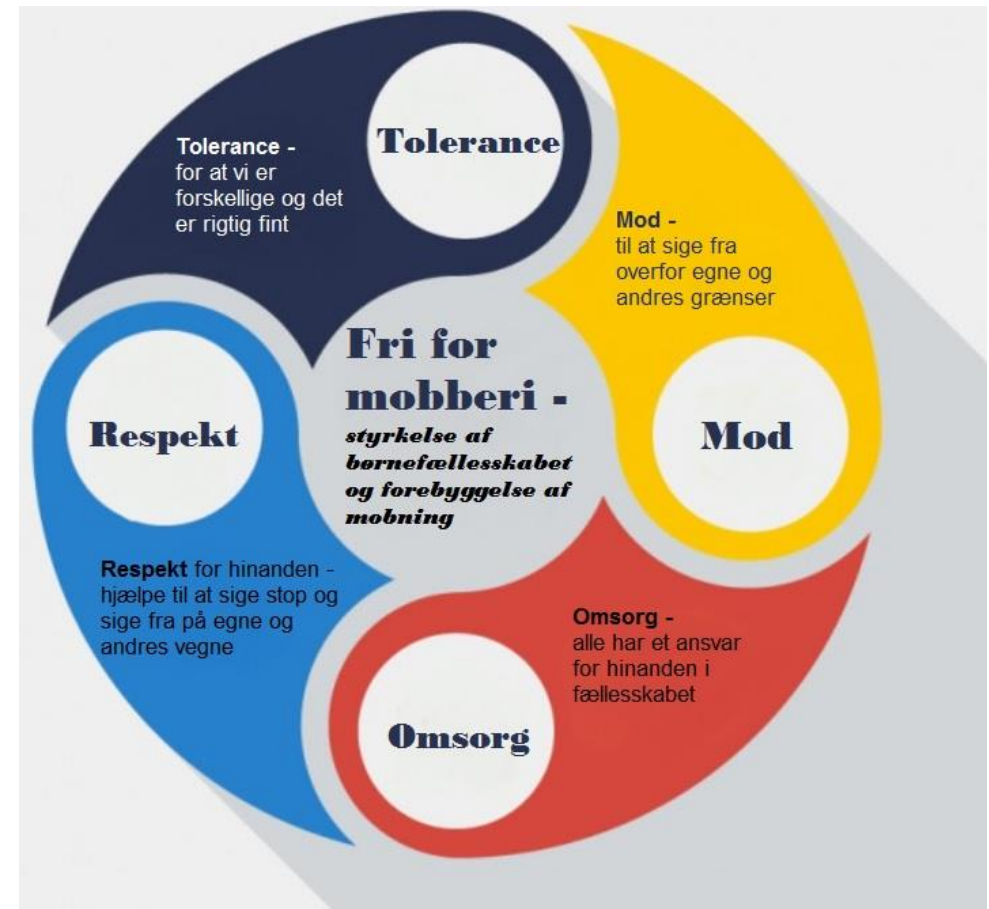 Tolerance
Tolerance -
for at vi er
forskellige og det
er rigtig fint
Mod -
til at sige fra
overfor egne og
andres grænser
Mod
Fri for
mobberi -
styrkelse af
børnefællesskabet
og forebyggelse af
mobning
Respekt
Respekt for hinanden -
hjælpe til at sige stop og
sige fra på egne og
andres vegne
Omsorg -
alle har et ansvar
for hinanden i
fællesskabet
Omsorg